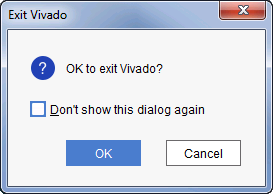 Exit Vivado
OK to exit Vivado?
Don't show this dialog again
OK
Cancel